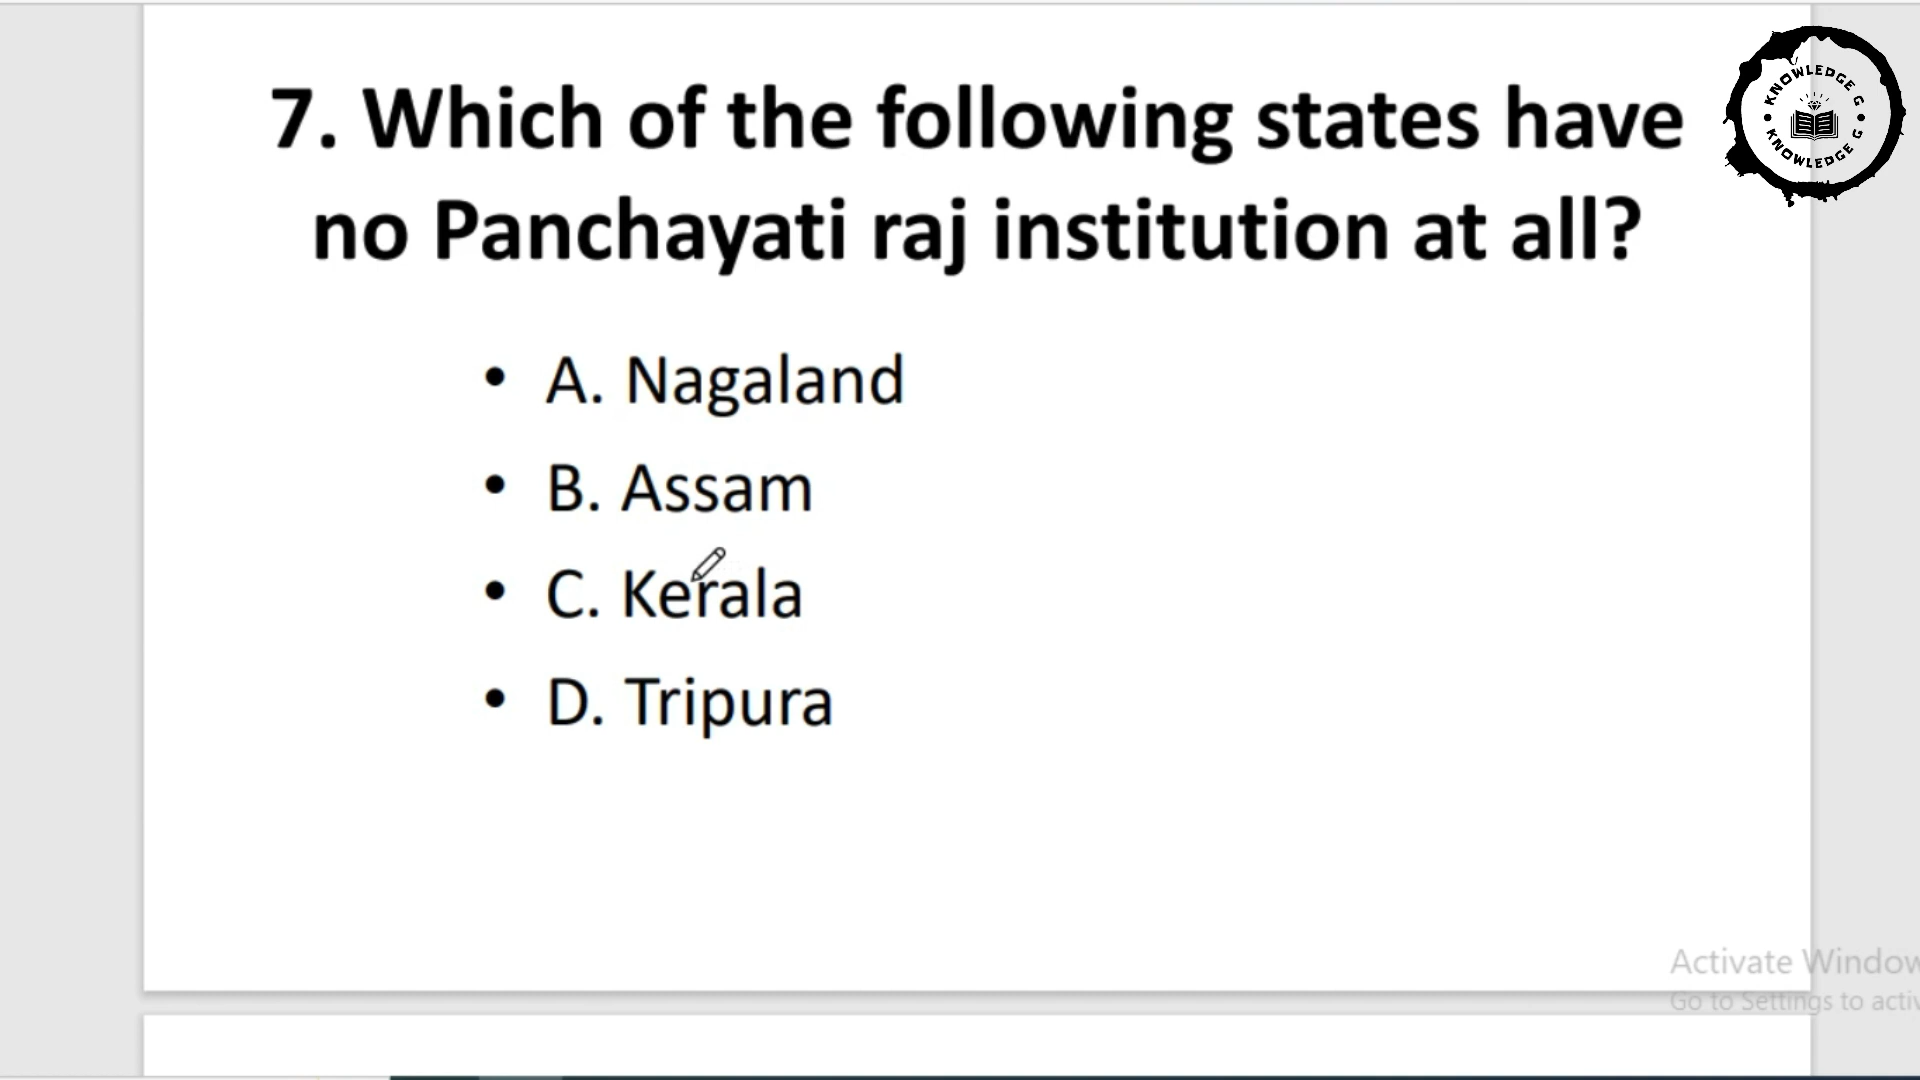 7. Which of the following states have
no Panchayati raj institution at all?
• A. Nagaland
• B. Assam
• C. Kerala
• D. Tripura
KNOWLEDGE G
KNOWLEDGE G
Activate Window
Go to Settings to activ